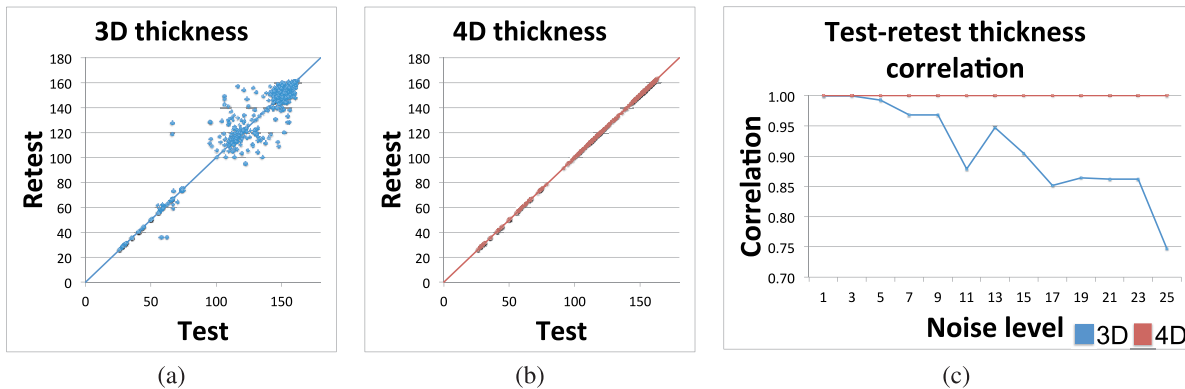 3D thickness
Retest
180
160
140
120
100
80
60
40
20
0
0 50 100 150
Test
(a)
4D thickness
Retest
180
160
140
120
100
80
60
40
20
0
0 50 100 150
Test
(b)
Test-retest thickness
correlation
Correlation
1.00
0.95
0.90
0.85
0.80
0.75
0.70
1 3 5 7 9 11 13 15 17 19 21 23 25
Noise level
3D 4D
(c)